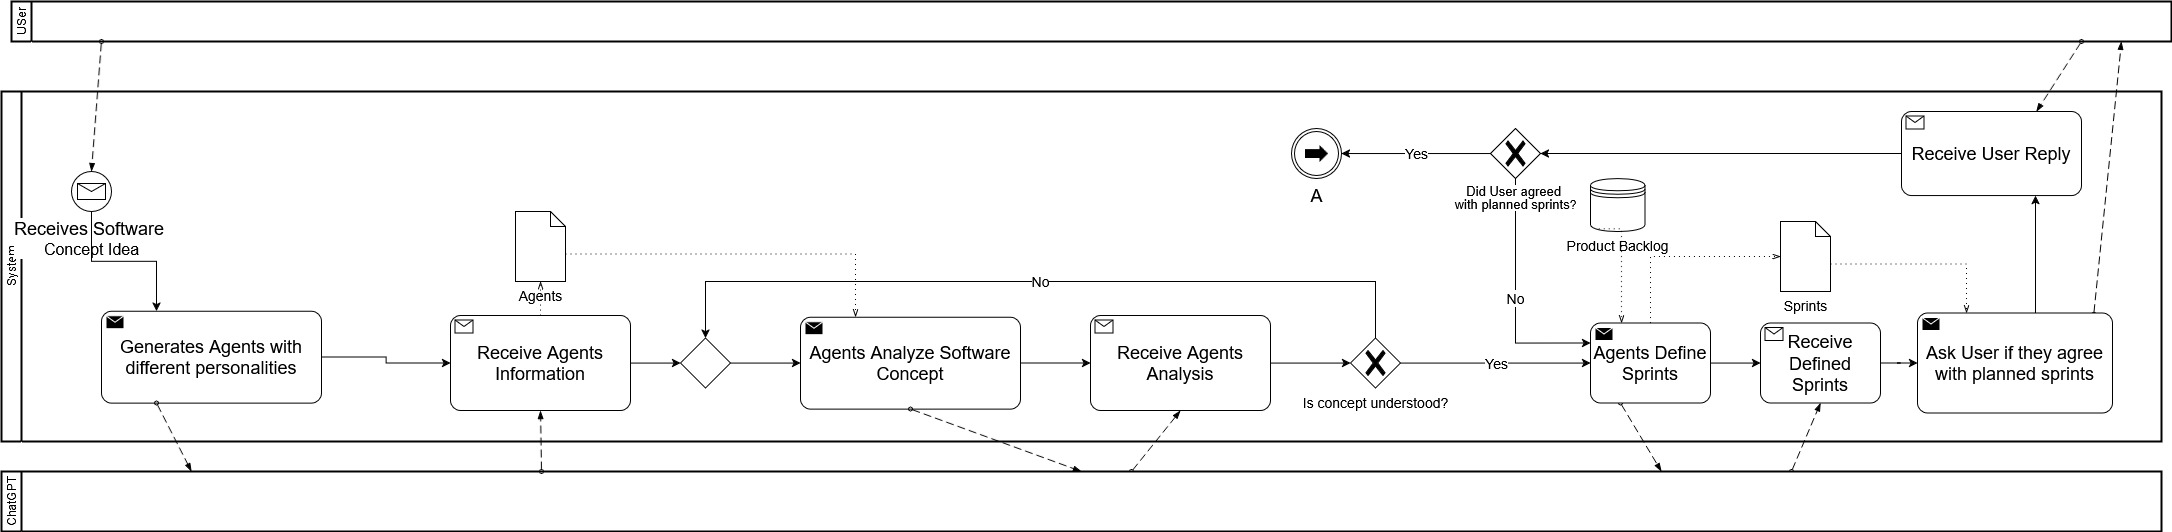 USer
System
Receives Software
Concept Idea
Generates Agents with
different personalities
Agents
Receive Agents
Information
No
Agents Analyze Software
Concept
Receive Agents
Analysis
Is concept understood?
Yes
A
Yes
Did User agreed
with planned sprints?
No
Product Backlog
Agents Define
Sprints
Sprints
Receive
Defined
Sprints
Ask User if they agree
with planned sprints
Receive User Reply
ChatGPT